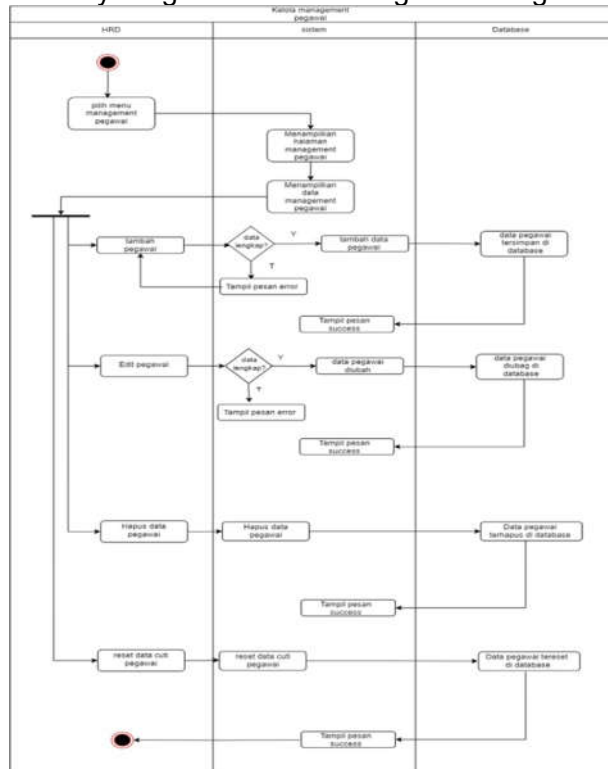 Kelola management
pegawai
HRD
sistem
Database
pilih menu
management
pegawai
Menampilkan
halaman
management
pegawai
Menampilkan
data
management
pegawai
tambah
pegawai
data
lengkap?
Y
T
tambah data
pegawai
data pegawai
tersimpan di
database
Tampil pesan error
Tampil pesan
success
Edit pegawai
data
lengkap?
Y
T
data pegawai
diubah
data pegawai
diubag di
database
Tampil pesan error
Tampil pesan
success
Hapus data
pegawai
Hapus data
pegawai
Data pegawai
terhapus di database
Tampil pesan
success
reset data cuti
pegawai
reset data cuti
pegawai
Data pegawai tereset
di database
Tampil pesan
success